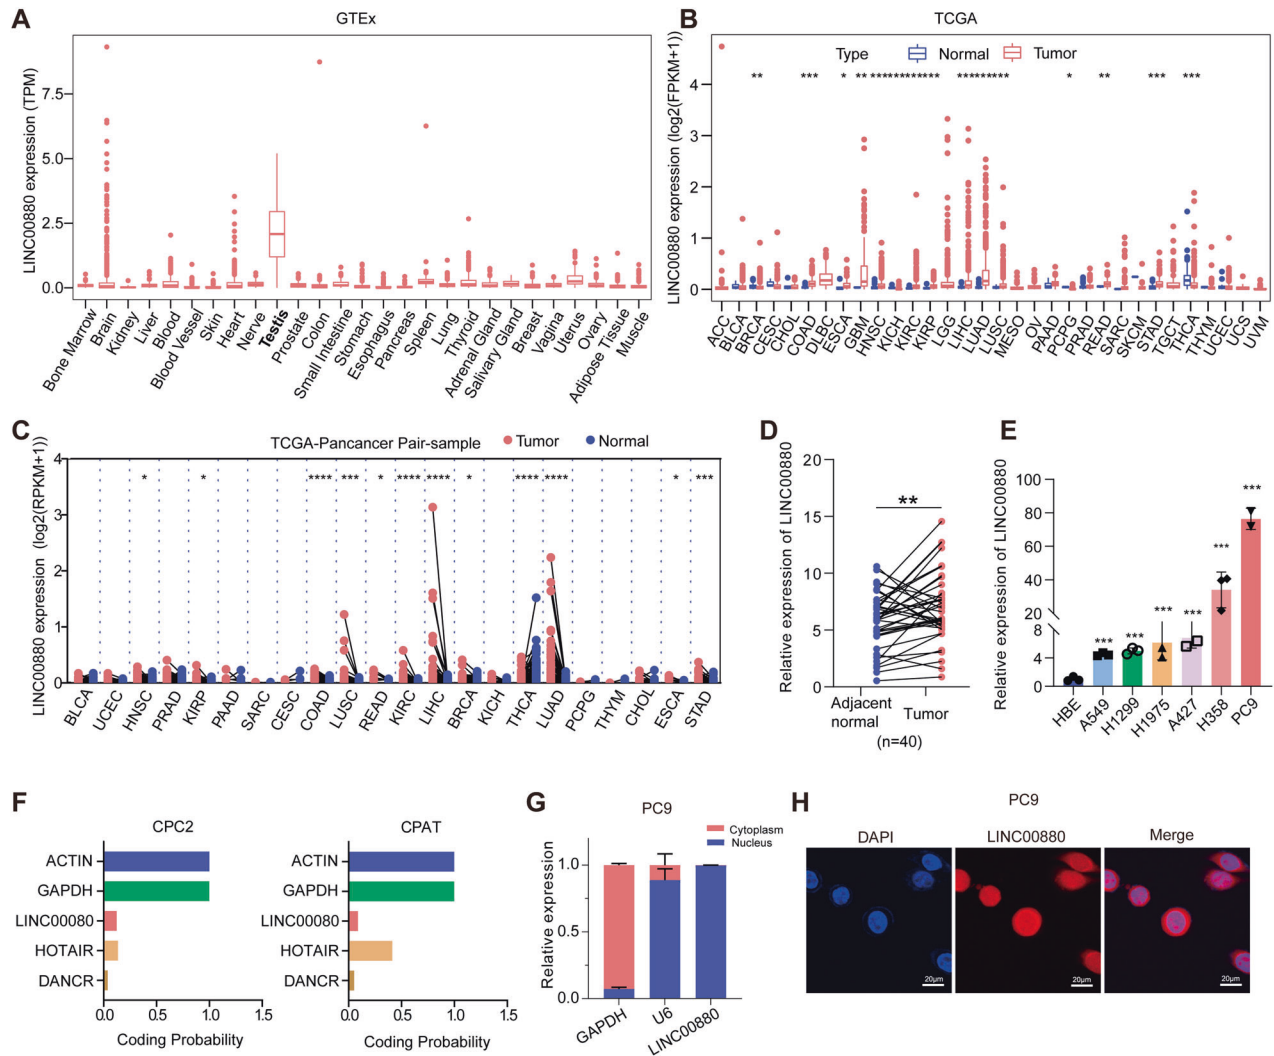 A
GTEx
LINC00880 expression (TPM)
7.5
5.0
2.5
0.0
Bone Marrow
Brain
Kidney
Liver
Blood
Blood Vessel
Skin
Heart
Nerve
Testis
Prostate
Colon
Small Intestine
Stomach
Esophagus
Pancreas
Spleen
Lung
Thyroid
Adrenal Gland
Salivary Gland
Breast
Vagina
Uterus
Ovary
Adipose Tissue
Muscle
B
TCGA
Type Normal Tumor
LINC00880 expression (log2(FPKM+1))
4
3
2
1
0
** *** * ** **************** ************ * ** *** ***
ACC
BLCA
BRCA
CESC
CHOL
COAD
DLBC
ESCA
GBM
HNSC
KICH
KIRC
KIRP
LGG
LIHC
LUAD
LUSC
MESO
OV
PAAD
PCPG
PRAD
READ
SARC
SKCM
STAD
TGCT
THCA
THYM
UCEC
UCS
UVM
C
TCGA-Pancancer Pair-sample Tumor Normal
LINC00880 expression (log2(RPKM+1))
4
3
2
1
0
* * **** *** * **** **** * **** **** * ***
BLCA
UCEC
HNSC
PRAD
KIRP
PAAD
SARC
CESC
COAD
LUSC
READ
KIRC
LIHC
BRCA
KICH
THCA
LUAD
PCPG
THYM
CHOL
ESCA
STAD
D
Relative expression of LINC00880
20
15
10
5
0
**
Adjacent
normal
Tumor
(n=40)
E
Relative expression of LINC00880
100
80
60
40
20
8
4
0
*** *** *** *** *** ***
HBE
A549
H1299
H1975
A427
H358
PC9
F
CPC2
ACTIN
GAPDH
LINC00080
HOTAIR
DANCR
0.0 0.5 1.0 1.5
Coding Probability
CPAT
ACTIN
GAPDH
LINC00080
HOTAIR
DANCR
0.0 0.5 1.0 1.5
Coding Probability
G
PC9
Cytoplasm
Nucleus
Relative expression
1.0
0.5
0.0
GAPDH
U6
LINC00880
H
PC9
DAPI LINC00880 Merge
20μm 20μm 20μm